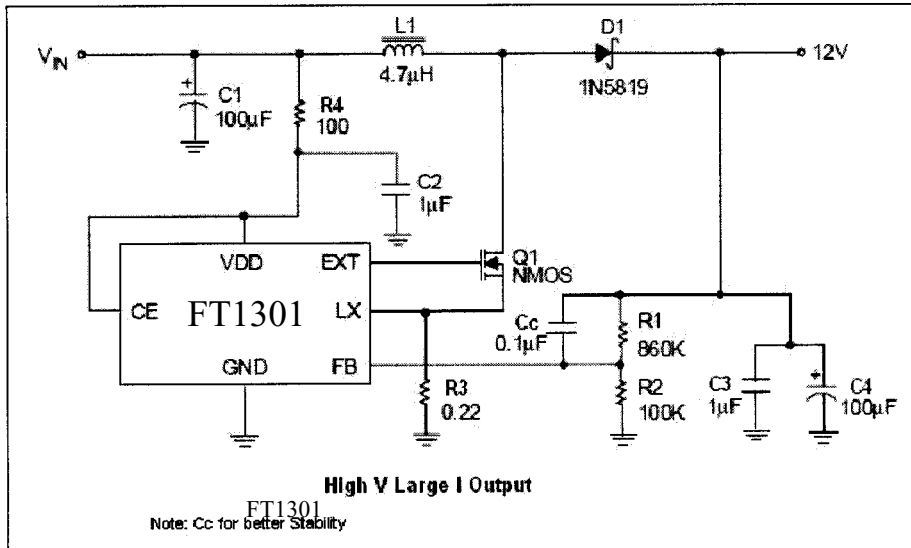 L1
D1
V_IN
12V
4.7µH
1N5819
C1
100µF
R4
100
C2
1µF
VDD
EXT
Q1
NMOS
CE
FT1301
LX
Cc
0.1µF
R1
860K
GND
FB
R3
0.22
R2
100K
C3
1µF
C4
100µF
High V Large I Output
FT1301
Note: Cc for better Stability